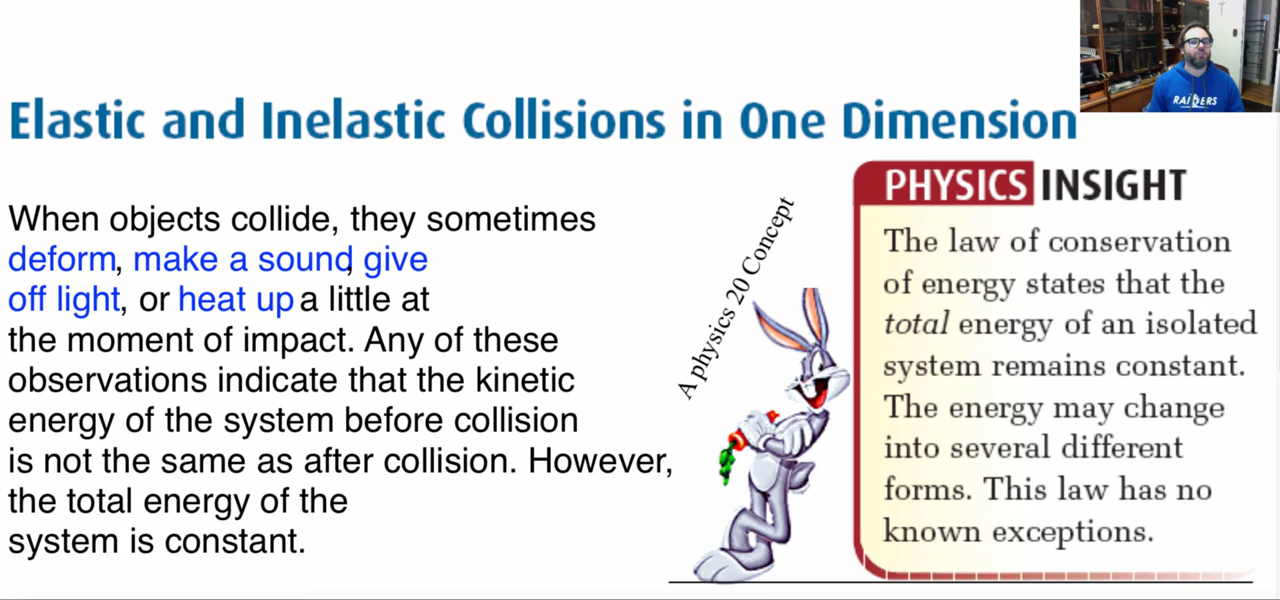 RAIDERS
Elastic and Inelastic Collisions in One Dimension
When objects collide, they sometimes
deform, make a sound, give
off light, or heat up a little at
the moment of impact. Any of these
observations indicate that the kinetic
energy of the system before collision
is not the same as after collision. However,
the total energy of the
system is constant.
A physics 20 Concept
PHYSICS INSIGHT
The law of conservation
of energy states that the
total energy of an isolated
system remains constant.
The energy may change
into several different
forms. This law has no
known exceptions.